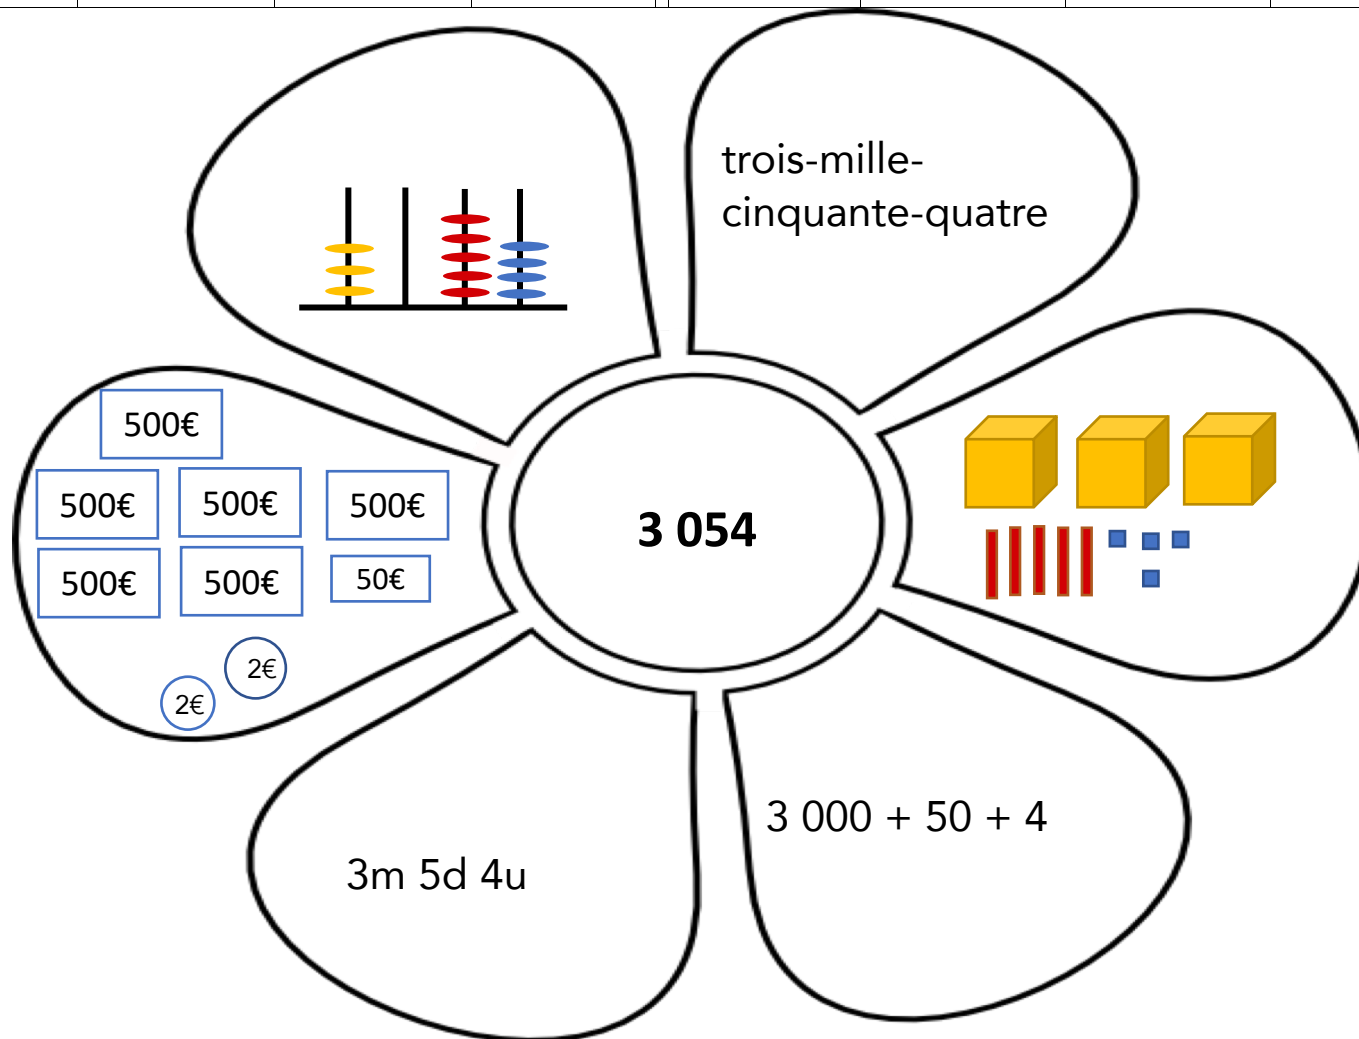 trois-mille-
cinquante-quatre
500€
500€ 500€ 500€
500€ 500€ 50€
2€
2€
3 054
3 000 + 50 + 4
3m 5d 4u